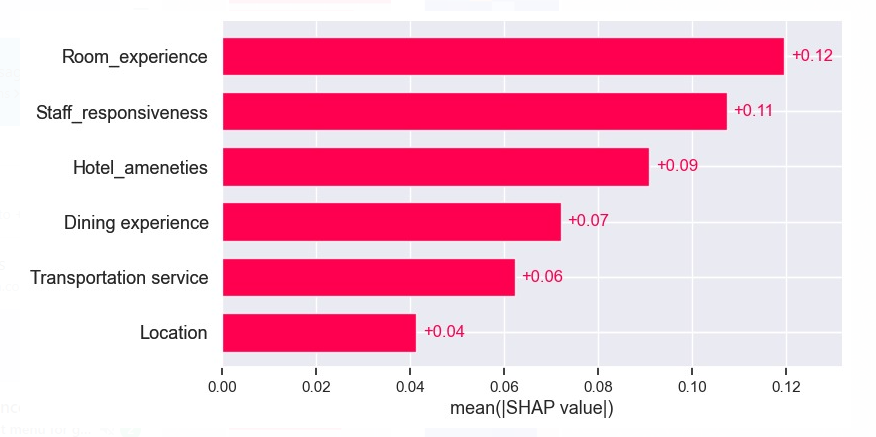 Room_experience
+0.12
Staff_responsiveness
+0.11
Hotel_ameneties
+0.09
Dining experience
+0.07
Transportation service
+0.06
Location
+0.04
0.00 0.02 0.04 0.06 0.08 0.10 0.12
mean(|SHAP value|)